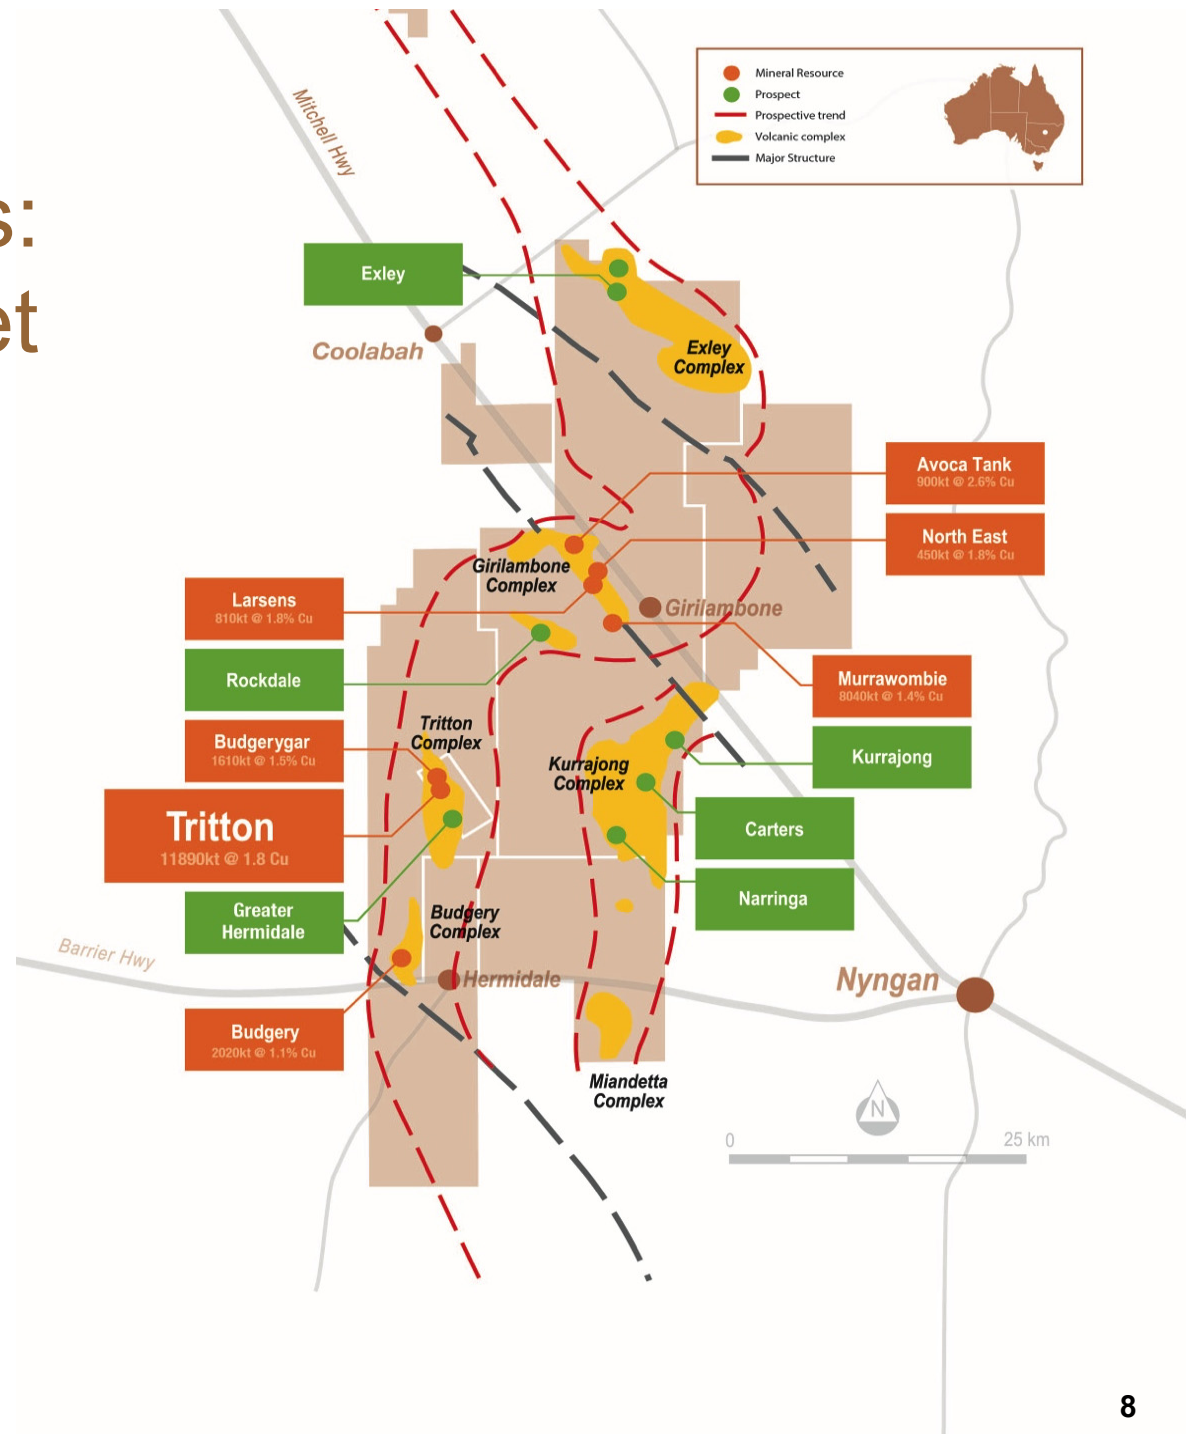 s:
et
Mitchell Hwy
Mineral Resource
Prospect
Prospective trend
Volcanic complex
Major Structure
Exley
Coolabah
Exley
Complex
Avoca Tank
900kt @ 2.6% Cu
North East
450kt @ 1.8% Cu
Girilambone
Complex
Larsens
810kt @ 1.8% Cu
Girilambone
Rockdale
Murrawombie
8040kt @ 1.4% Cu
Tritton
Complex
Budgerygar
1610kt @ 1.5% Cu
Kurrajong
Complex
Kurrajong
Tritton
11890kt @ 1.8 Cu
Carters
Greater
Hermidale
Narringa
Budgery
Complex
Barrier Hwy
Hermidale
Nyngan
Budgery
2020kt @ 1.1% Cu
Miandetta
Complex
N
0
25 km
8